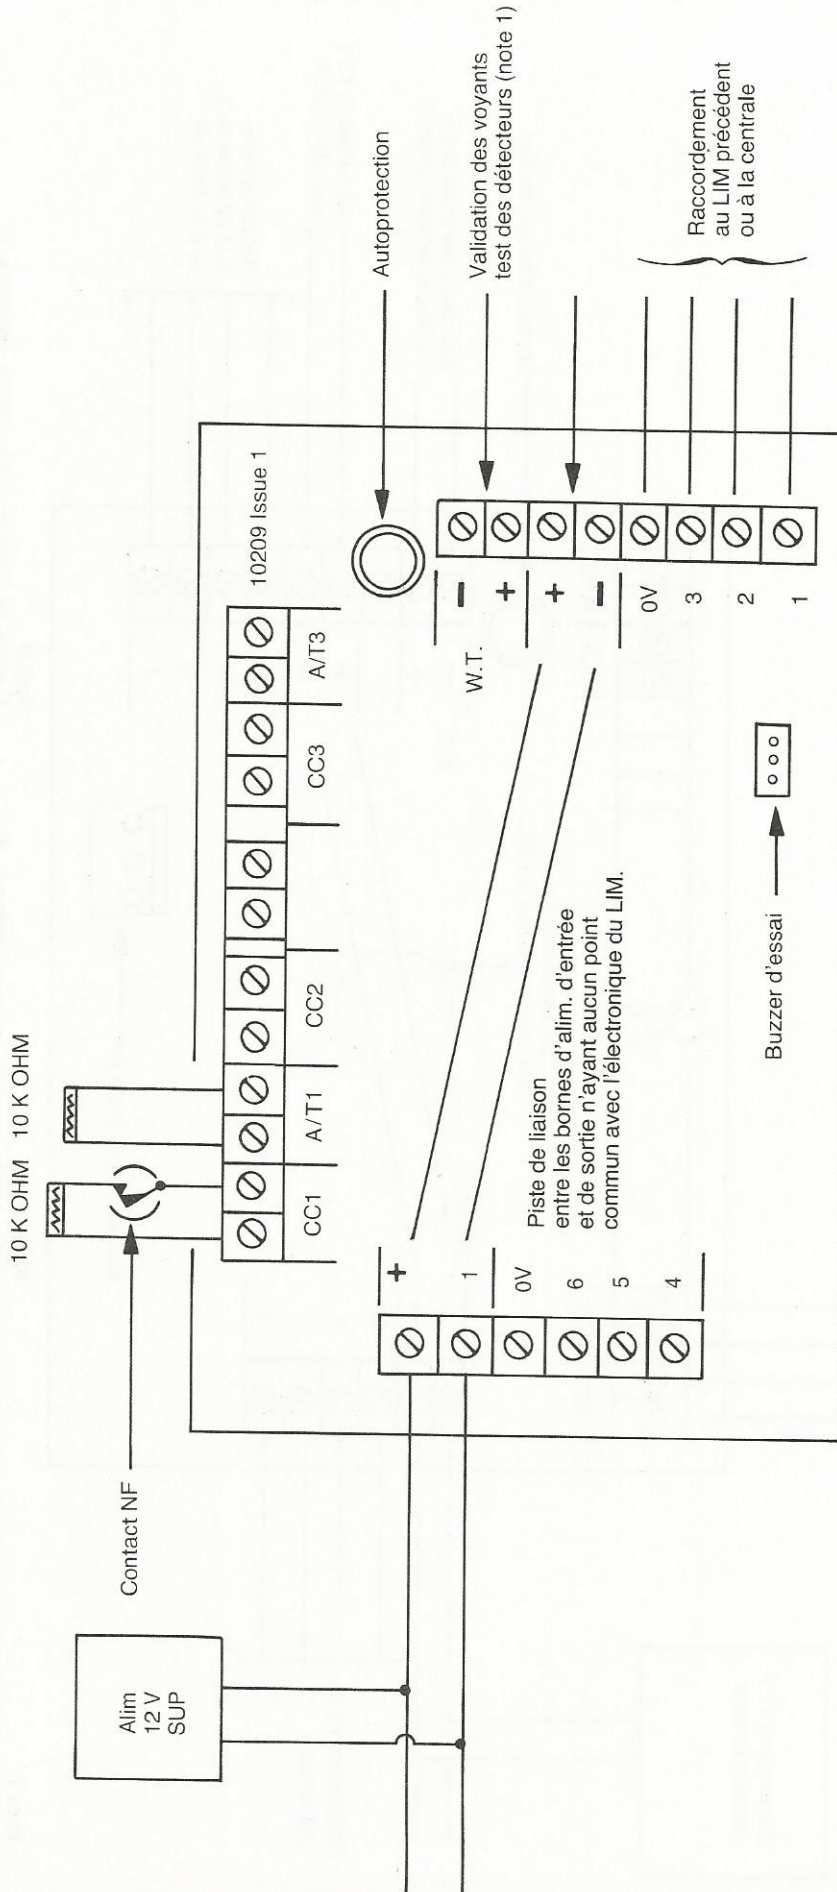 10 K OHM 10 K OHM
Contact NF
Alim
12 V
SUP
10209 Issue 1
CC1
A/T1
CC2
CC3
A/T3
Autoprotection
Validation des voyants
test des détecteurs (note 1)
+
1
0V
6
5
4
Piste de liaison
entre les bornes d'alim. d'entrée
et de sortie n'ayant aucun point
commun avec l'électronique du LIM.
W.T.
-
+
+
-
0V
3
2
1
Raccordement
au LIM précédent
ou à la centrale
Buzzer d'essai